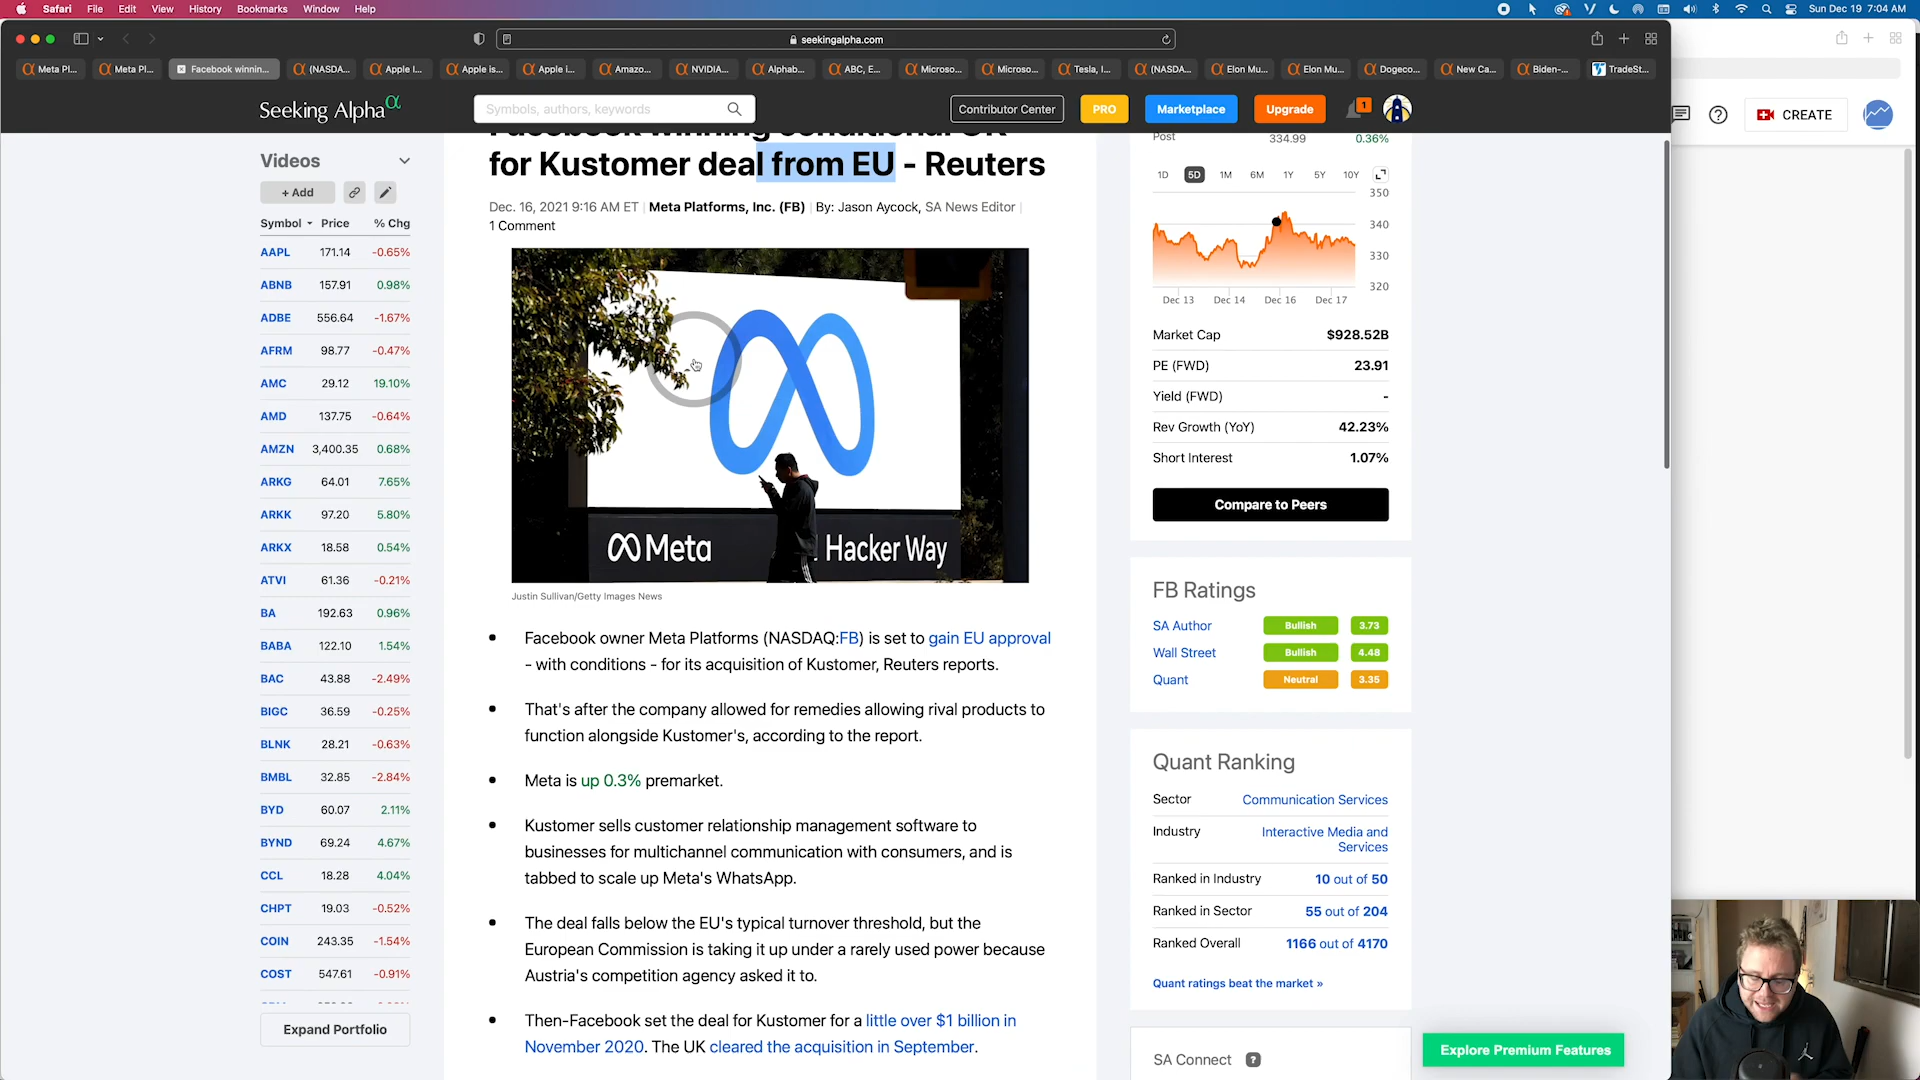 Safari File Edit View History Bookmarks Window Help
Sun Dec 19 7:04 AM
seekingalpha.com
Meta Pl... Meta Pl... Facebook winnin... (NASDA... Apple I... Apple is... Apple i... Amazo... NVIDIA... Alphab... ABC, E... Microso... Microso... Tesla, I... (NASDA... Elon Mu... Elon Mu... Dogeco... New Ca... Biden-... TradeSt...
Seeking Alpha α
Symbols, authors, keywords
Contributor Center
PRO
Marketplace
Upgrade
1
CREATE
Videos
+ Add
Symbol Price % Chg
AAPL 171.14 -0.65%
ABNB 157.91 0.98%
ADBE 556.64 -1.67%
AFRM 98.77 -0.47%
AMC 29.12 19.10%
AMD 137.75 -0.64%
AMZN 3,400.35 0.68%
ARKG 64.01 7.65%
ARKK 97.20 5.80%
ARKX 18.58 0.54%
ATVI 61.36 -0.21%
BA 192.63 0.96%
BABA 122.10 1.54%
BAC 43.88 -2.49%
BIGC 36.59 -0.25%
BLNK 28.21 -0.63%
BMBL 32.85 -2.84%
BYD 60.07 2.11%
BYND 69.24 4.67%
CCL 18.28 4.04%
CHPT 19.03 -0.52%
COIN 243.35 -1.54%
COST 547.61 -0.91%
Expand Portfolio
Facebook winning conditional OK
for Kustomer deal from EU - Reuters
Dec. 16, 2021 9:16 AM ET | Meta Platforms, Inc. (FB) | By: Jason Aycock, SA News Editor |
1 Comment
Meta
Hacker Way
Justin Sullivan/Getty Images News
• Facebook owner Meta Platforms (NASDAQ:FB) is set to gain EU approval
- with conditions - for its acquisition of Kustomer, Reuters reports.
• That's after the company allowed for remedies allowing rival products to
function alongside Kustomer's, according to the report.
• Meta is up 0.3% premarket.
• Kustomer sells customer relationship management software to
businesses for multichannel communication with consumers, and is
tabbed to scale up Meta's WhatsApp.
• The deal falls below the EU's typical turnover threshold, but the
European Commission is taking it up under a rarely used power because
Austria's competition agency asked it to.
• Then-Facebook set the deal for Kustomer for a little over $1 billion in
November 2020. The UK cleared the acquisition in September.
Post 334.99 0.36%
1D 5D 1M 6M 1Y 5Y 10Y
350
340
330
320
Dec 13 Dec 14 Dec 16 Dec 17
Market Cap $928.52B
PE (FWD) 23.91
Yield (FWD) -
Rev Growth (YoY) 42.23%
Short Interest 1.07%
Compare to Peers
FB Ratings
SA Author Bullish 3.73
Wall Street Bullish 4.48
Quant Neutral 3.35
Quant Ranking
Sector Communication Services
Industry Interactive Media and
Services
Ranked in Industry 10 out of 50
Ranked in Sector 55 out of 204
Ranked Overall 1166 out of 4170
Quant ratings beat the market »
SA Connect ?
Explore Premium Features